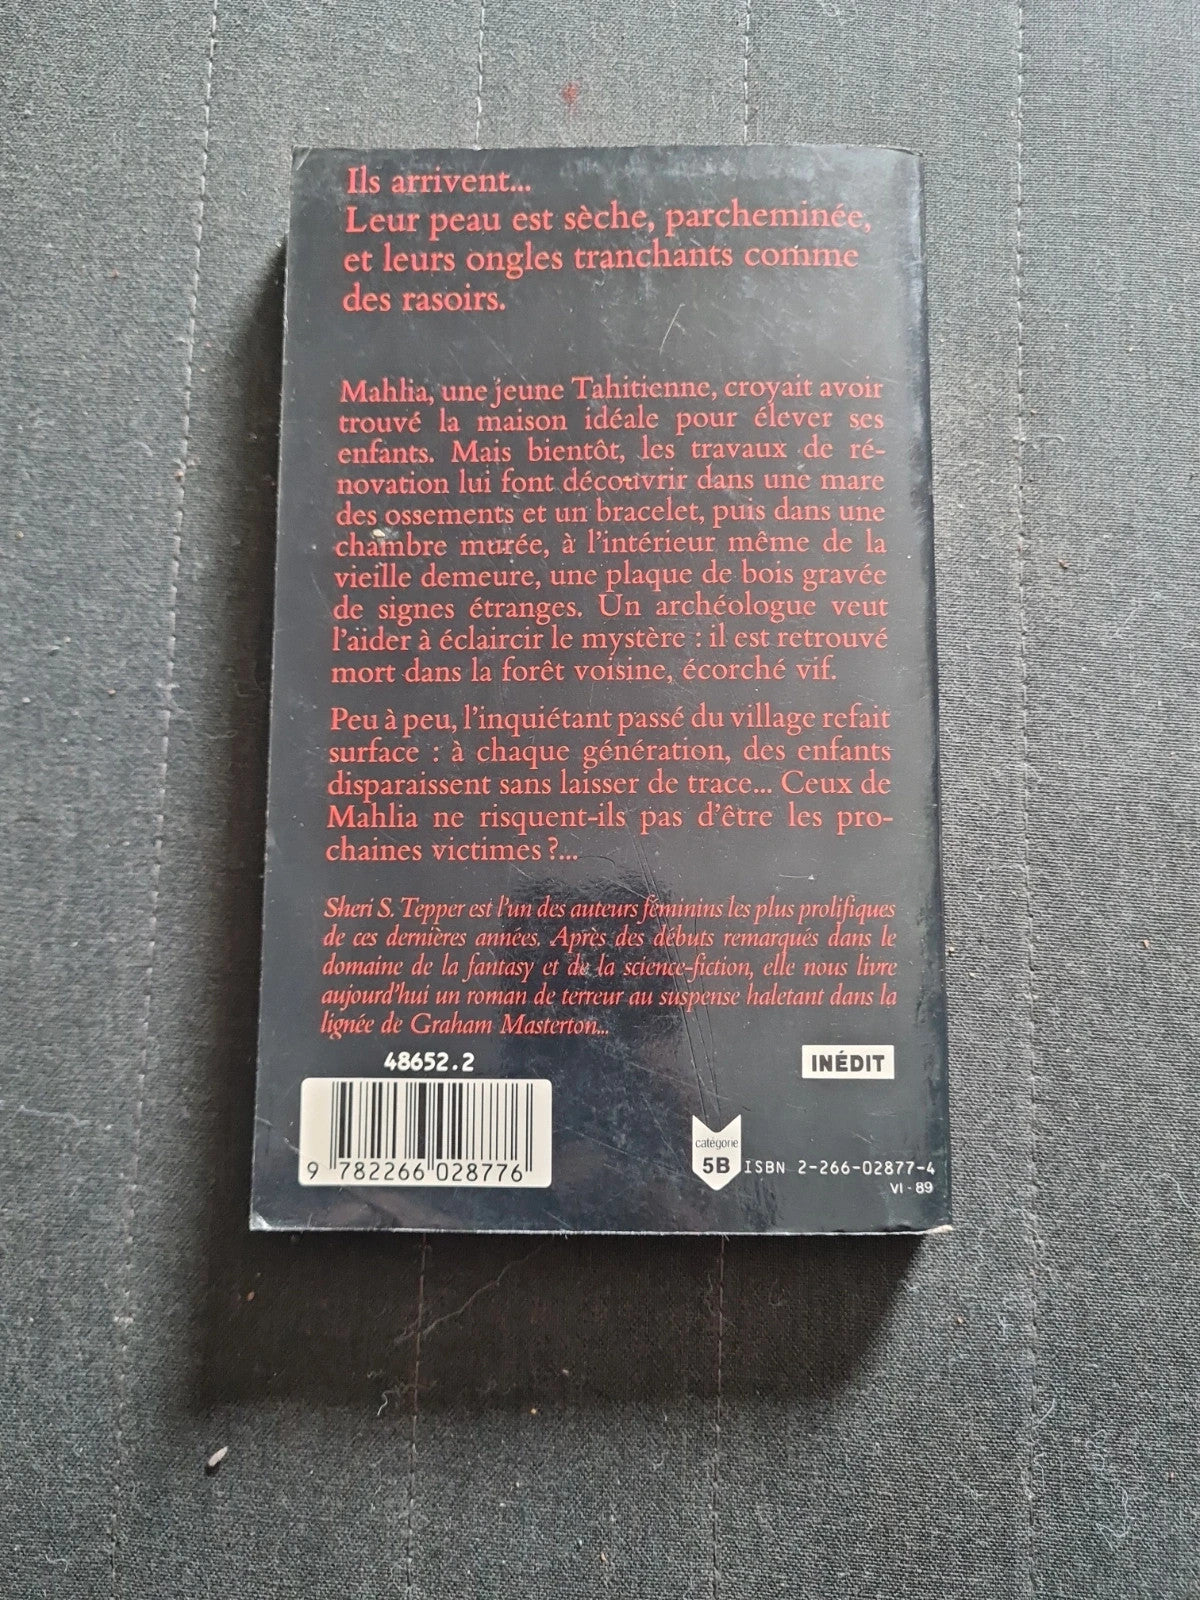 Ils arrivent...
Leur peau est sèche, parcheminée,
et leurs ongles tranchants comme
des rasoirs.
Mahlia, une jeune Tahitienne, croyait avoir
trouvé la maison idéale pour élever ses
enfants. Mais bientôt, les travaux de ré-
novation lui font découvrir dans une mare
des ossements et un bracelet, puis dans une
chambre murée, à l'intérieur même de la
vieille demeure, une plaque de bois gravée
de signes étranges. Un archéologue veut
l'aider à éclaircir le mystère : il est retrouvé
mort dans la forêt voisine, écorché vif.
Peu à peu, l'inquiétant passé du village refait
surface : à chaque génération, des enfants
disparaissent sans laisser de trace... Ceux de
Mahlia ne risquent-ils pas d'être les pro-
chaines victimes ?...
Sheri S. Tepper est l'un des auteurs féminins les plus prolifiques
de ces dernières années. Après des débuts remarqués dans le
domaine de la fantasy et de la science-fiction, elle nous livre
aujourd'hui un roman de terreur au suspense haletant dans la
lignée de Graham Masterton...
48652.2
INÉDIT
9 782266 028776
catégorie
5B
ISBN 2-266-02877-4
VI - 89